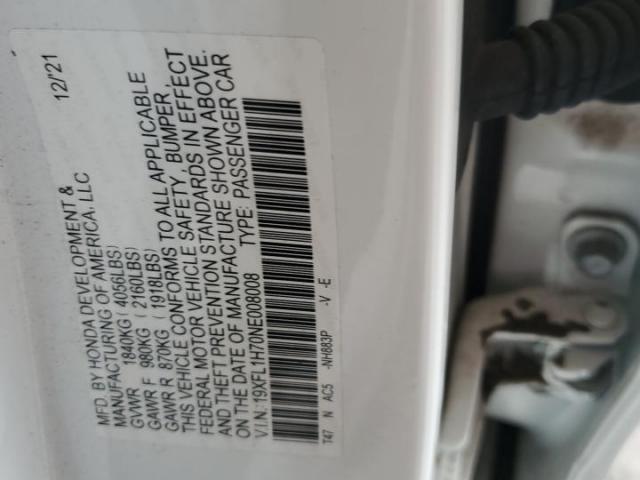 MFD. BY HONDA DEVELOPMENT & 12/'21
MANUFACTURING OF AMERICA, LLC
GVWR 1840KG ( 4056LBS)
GAWR F 980KG ( 2160LBS)
GAWR R 870KG ( 1918LBS)
THIS VEHICLE CONFORMS TO ALL APPLICABLE
FEDERAL MOTOR VEHICLE SAFETY, BUMPER,
AND THEFT PREVENTION STANDARDS IN EFFECT
ON THE DATE OF MANUFACTURE SHOWN ABOVE.
V.I.N.: 19XFL1H70NE008008 TYPE: PASSENGER CAR
T47 N AC5 -NH883P -V -E